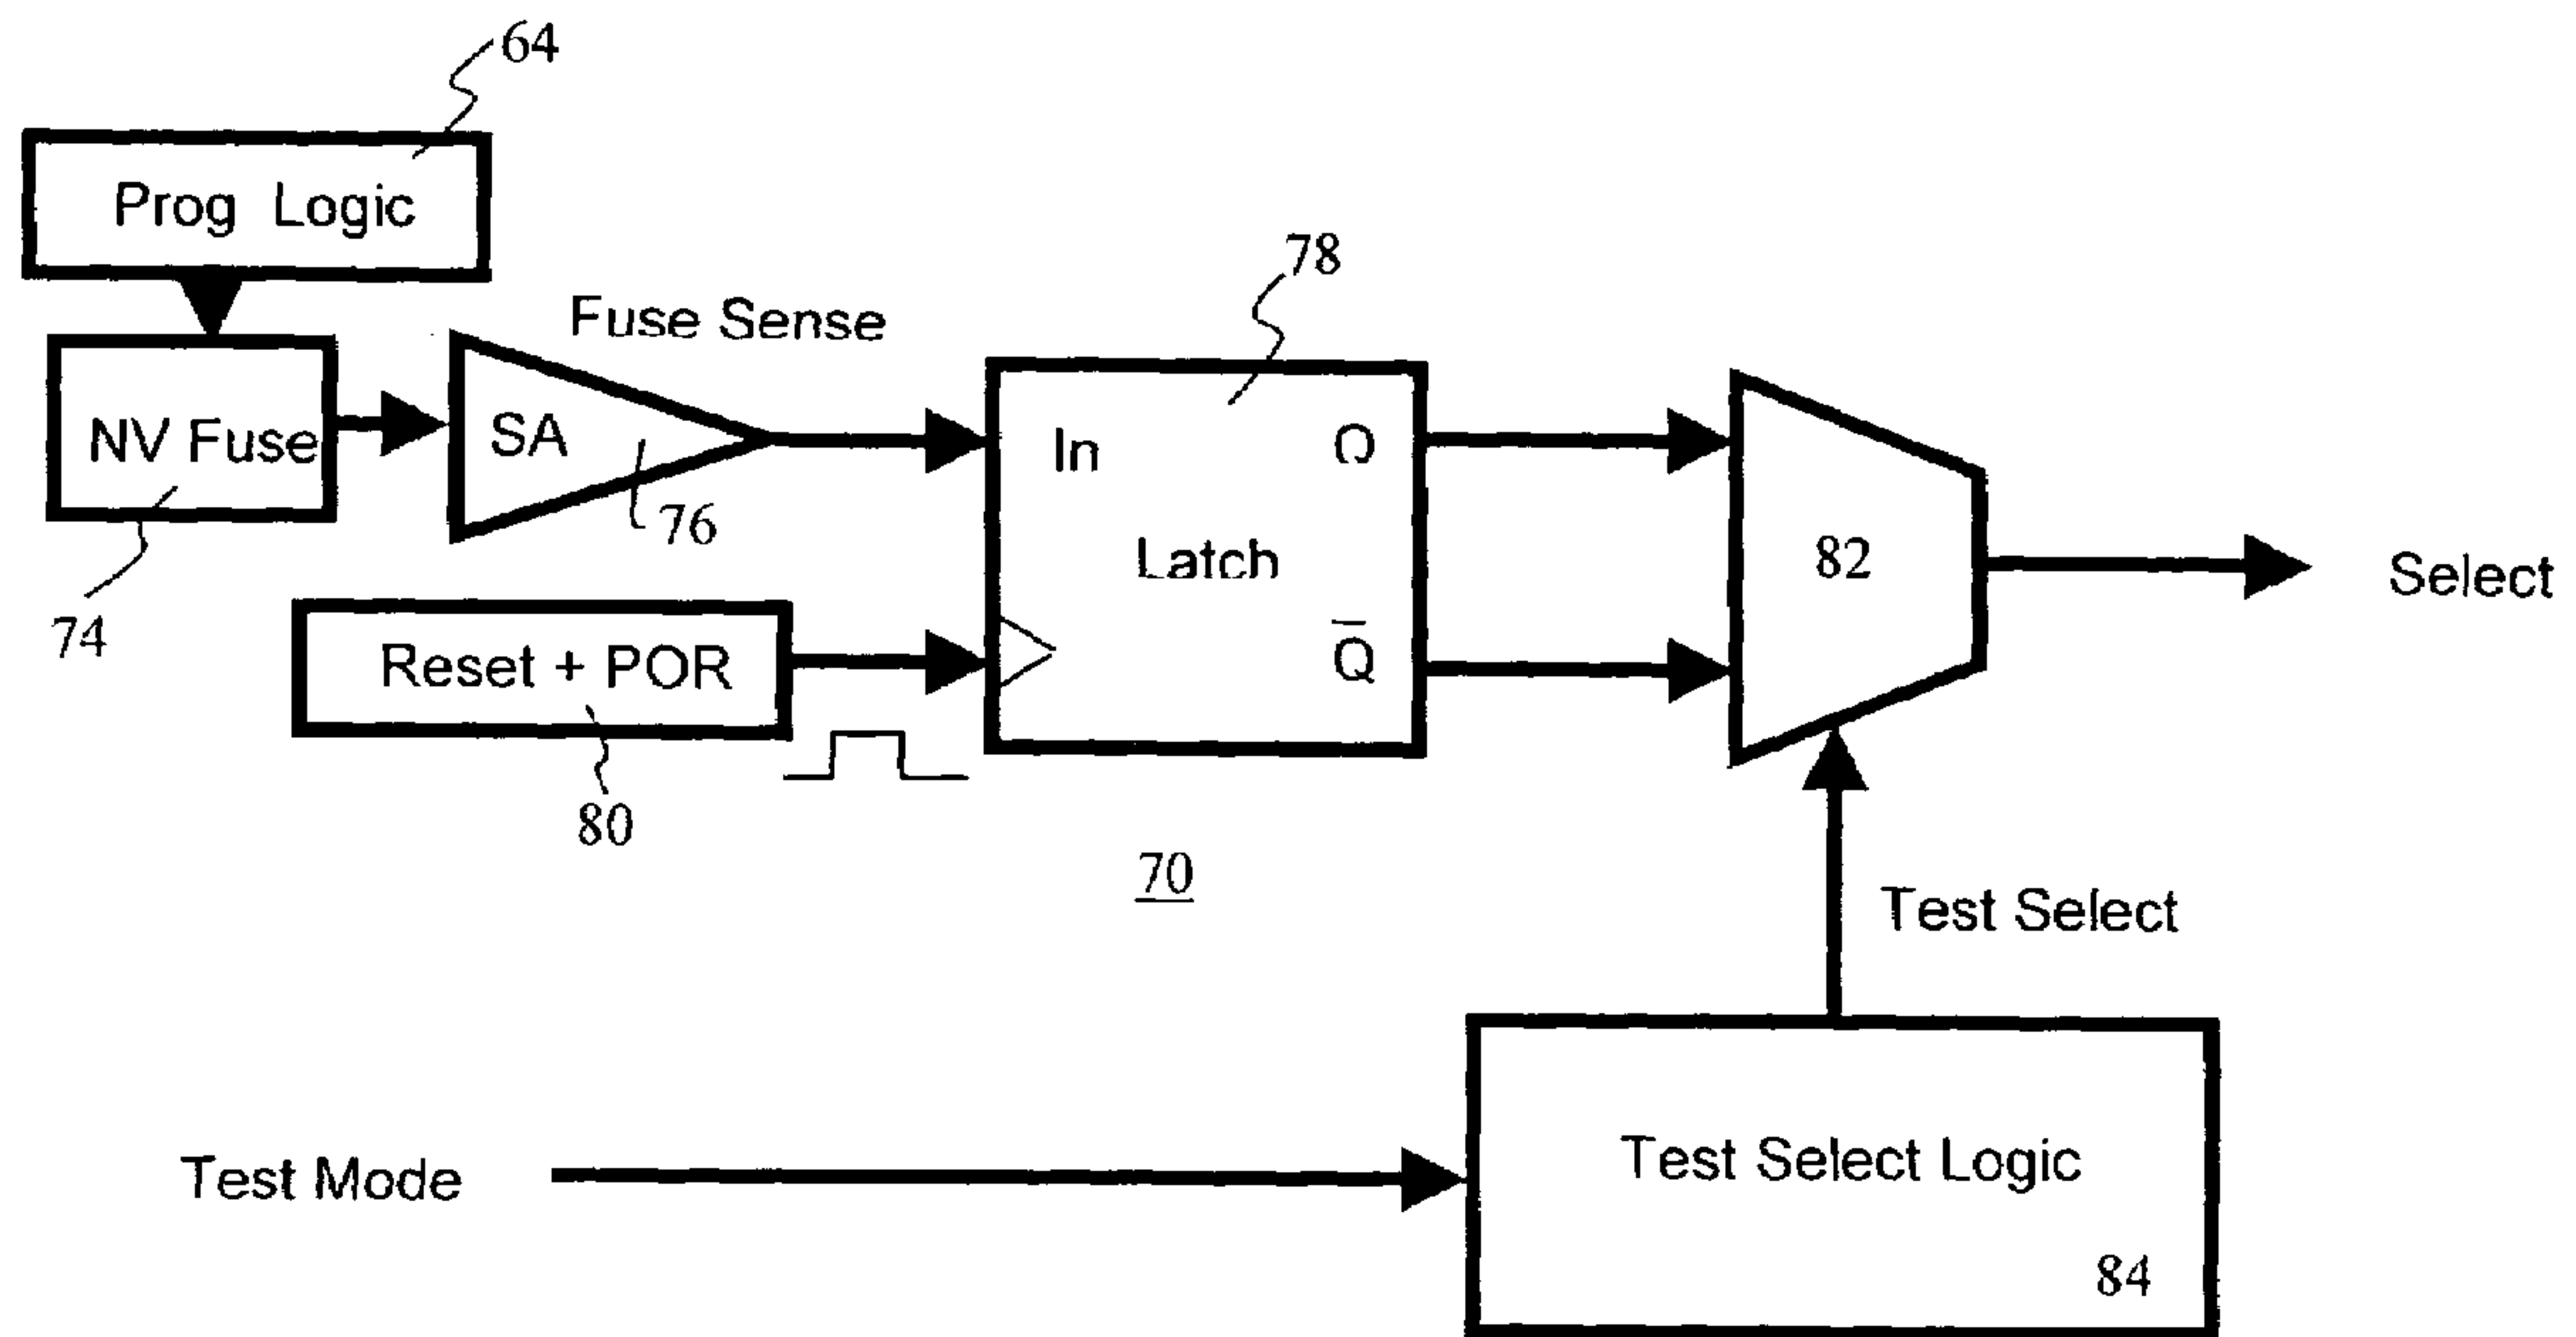 64
Prog Logic
78
Fuse Sense
NV Fuse
SA
In
Q
76
Latch
82
Select
74
Reset + POR
Q̅
80
70
Test Select
Test Mode
Test Select Logic
84